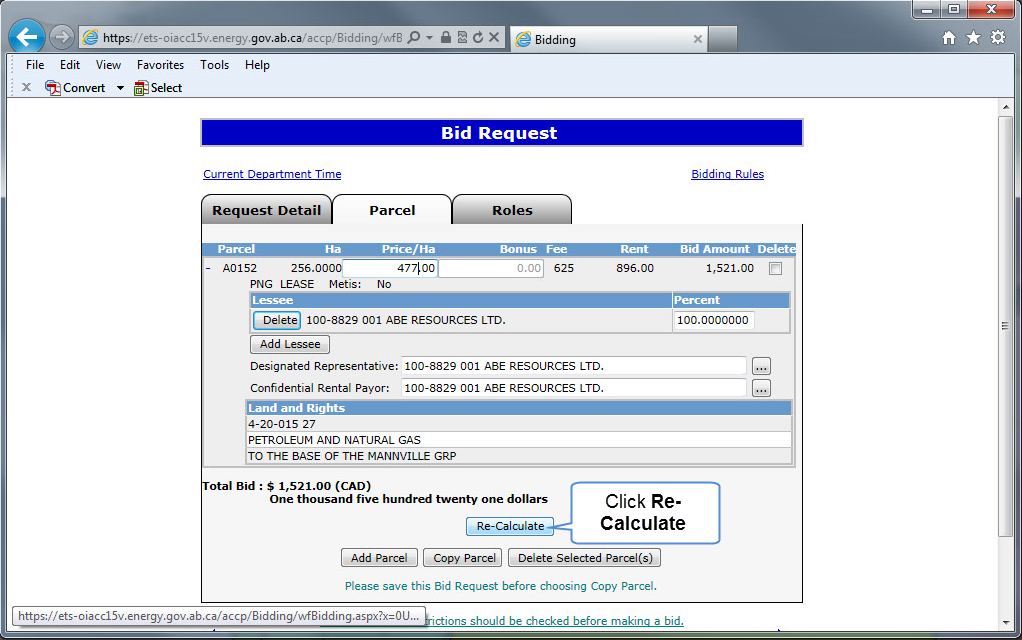 https://ets-oiacc15v.energy.gov.ab.ca/accp/Bidding/wfB
Bidding
File Edit View Favorites Tools Help
Convert Select
Bid Request
Current Department Time Bidding Rules
Request Detail Parcel Roles
Parcel Ha Price/Ha Bonus Fee Rent Bid Amount Delete
- A0152 256.0000 477.00 0.00 625 896.00 1,521.00
PNG LEASE Metis: No
Lessee Percent
Delete 100-8829 001 ABE RESOURCES LTD. 100.0000000
Add Lessee
Designated Representative: 100-8829 001 ABE RESOURCES LTD. ...
Confidential Rental Payor: 100-8829 001 ABE RESOURCES LTD. ...
Land and Rights
4-20-015 27
PETROLEUM AND NATURAL GAS
TO THE BASE OF THE MANNVILLE GRP
Total Bid : $ 1,521.00 (CAD)
One thousand five hundred twenty one dollars
Re-Calculate
Click Re-
Calculate
Add Parcel Copy Parcel Delete Selected Parcel(s)
Please save this Bid Request before choosing Copy Parcel.
https://ets-oiacc15v.energy.gov.ab.ca/accp/Bidding/wfBidding.aspx?x=0U...
should be checked before making a bid.